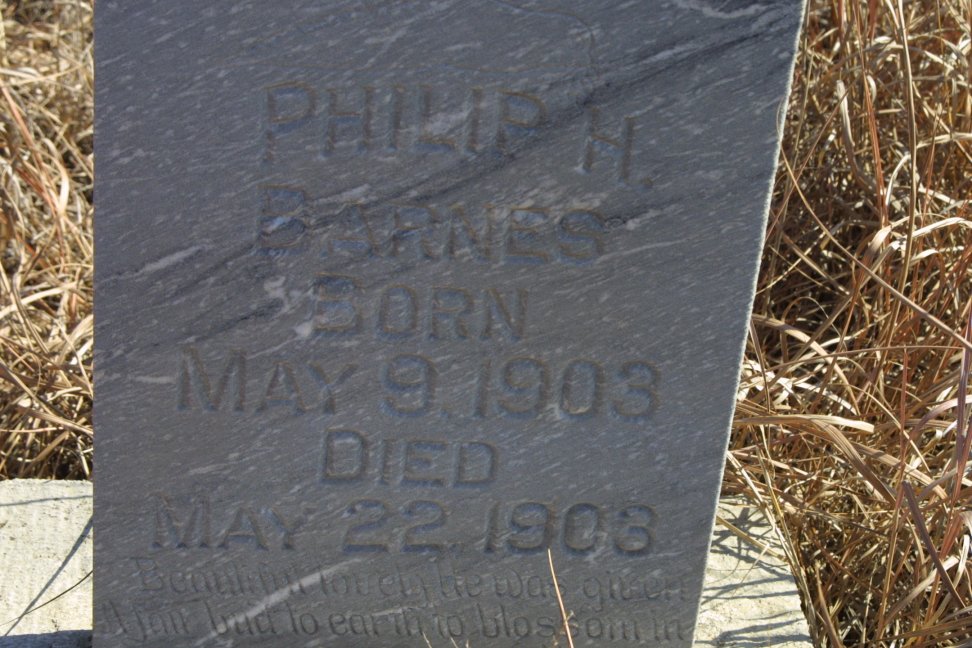 PHILIP H.
BARNES
BORN
MAY 9, 1903
DIED
MAY 22, 1903
Beautiful lovely he was given
A fair bud to earth to blossom in